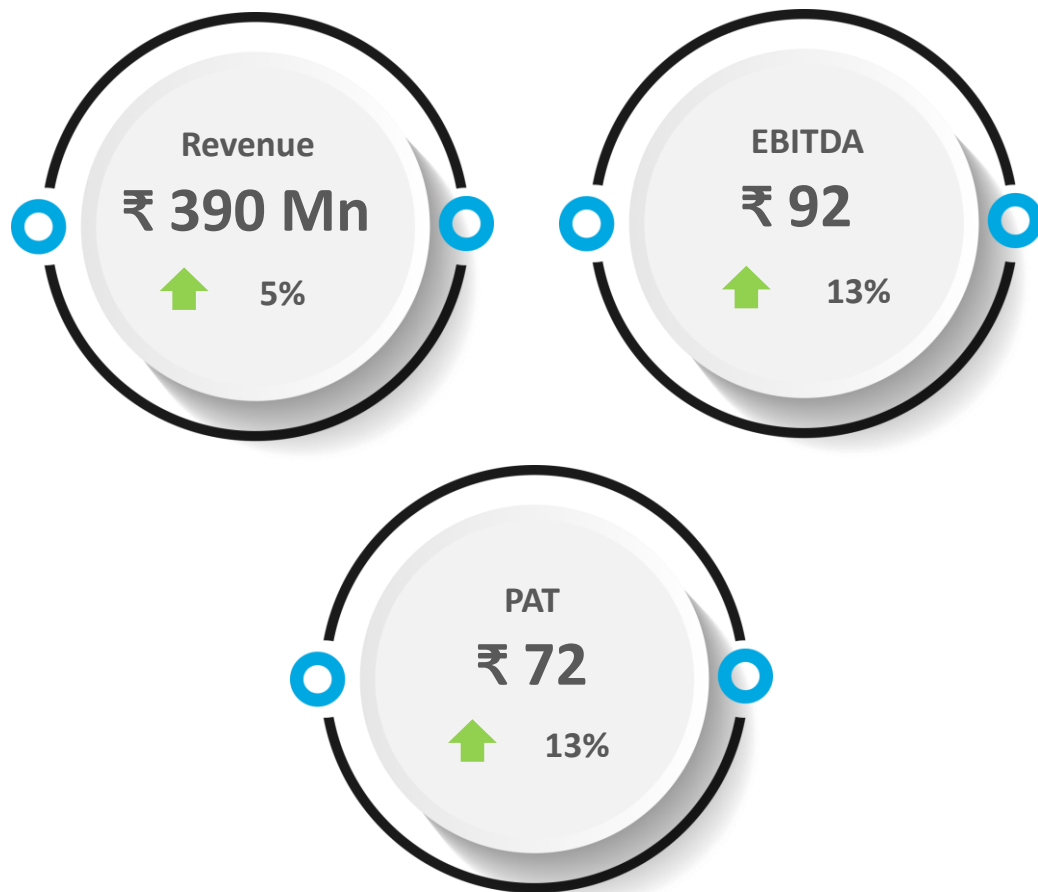 Revenue
₹ 390 Mn
5%
EBITDA
₹ 92
13%
PAT
₹ 72
13%